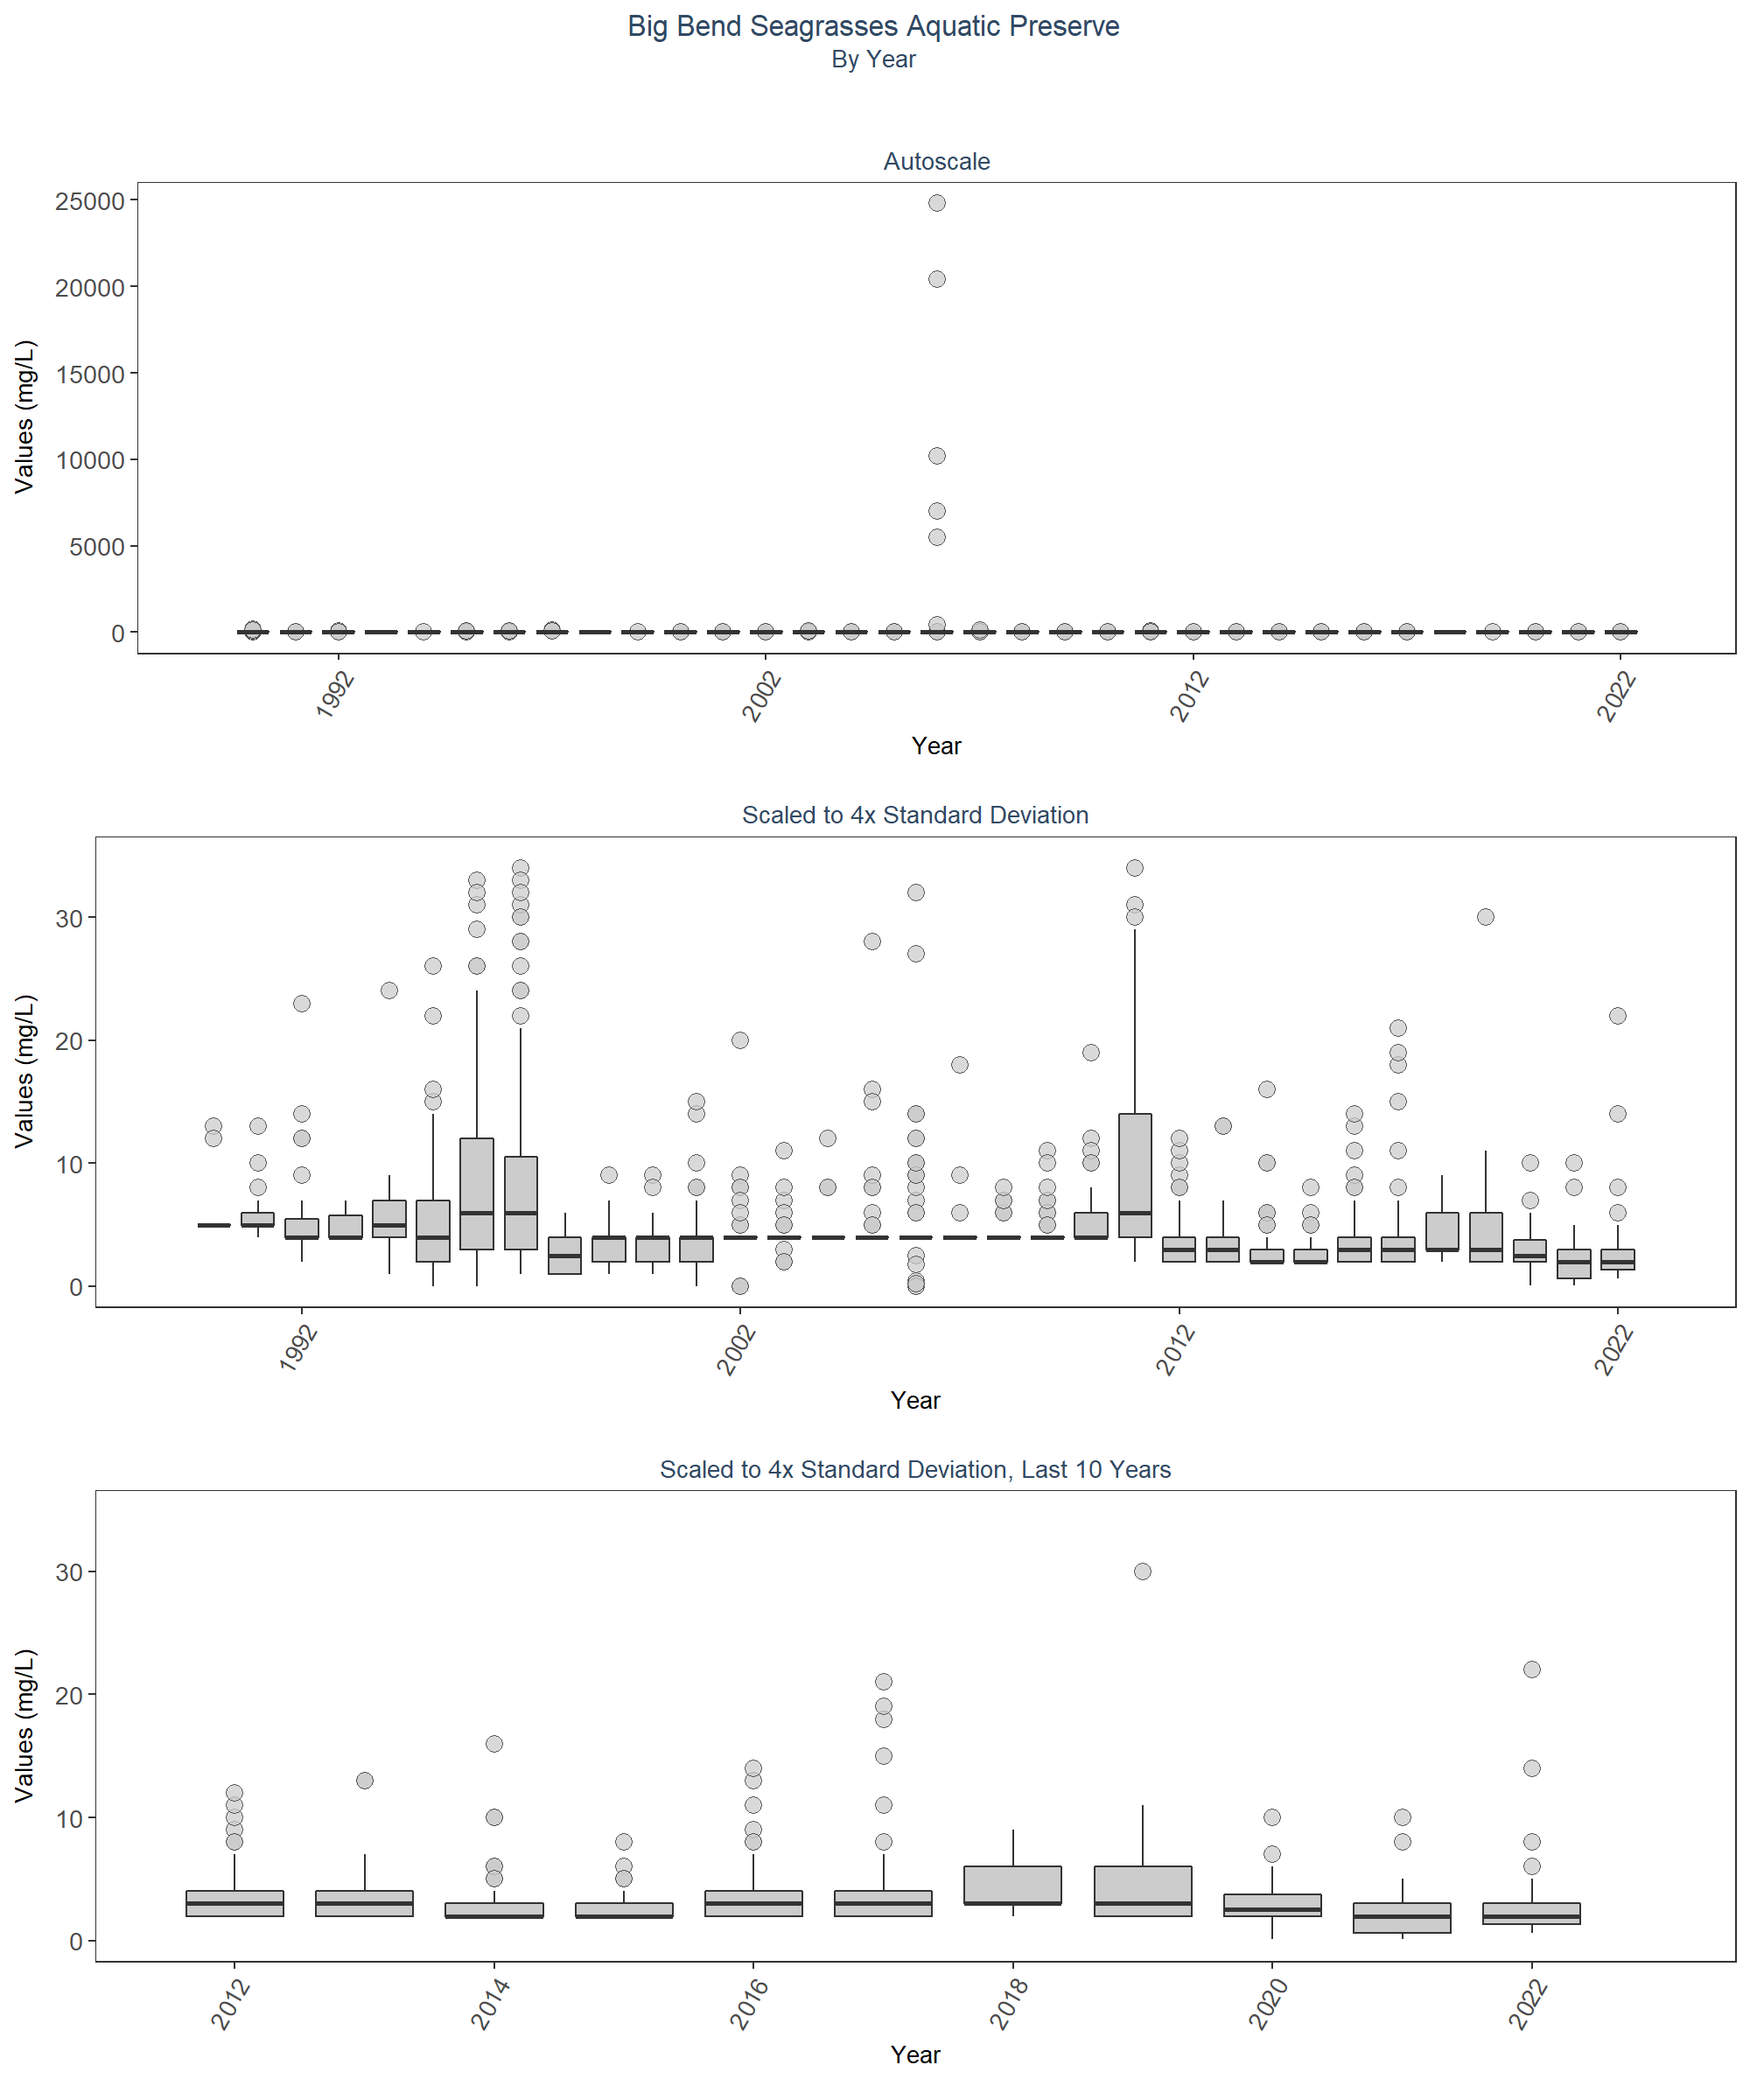 Big Bend Seagrasses Aquatic Preserve
By Year
Autoscale
25000
20000
15000
10000
5000
0
Values (mg/L)
1992
2002
2012
2022
Year
Scaled to 4x Standard Deviation
30
20
10
0
Values (mg/L)
1992
2002
2012
2022
Year
Scaled to 4x Standard Deviation, Last 10 Years
30
20
10
0
Values (mg/L)
2012
2014
2016
2018
2020
2022
Year